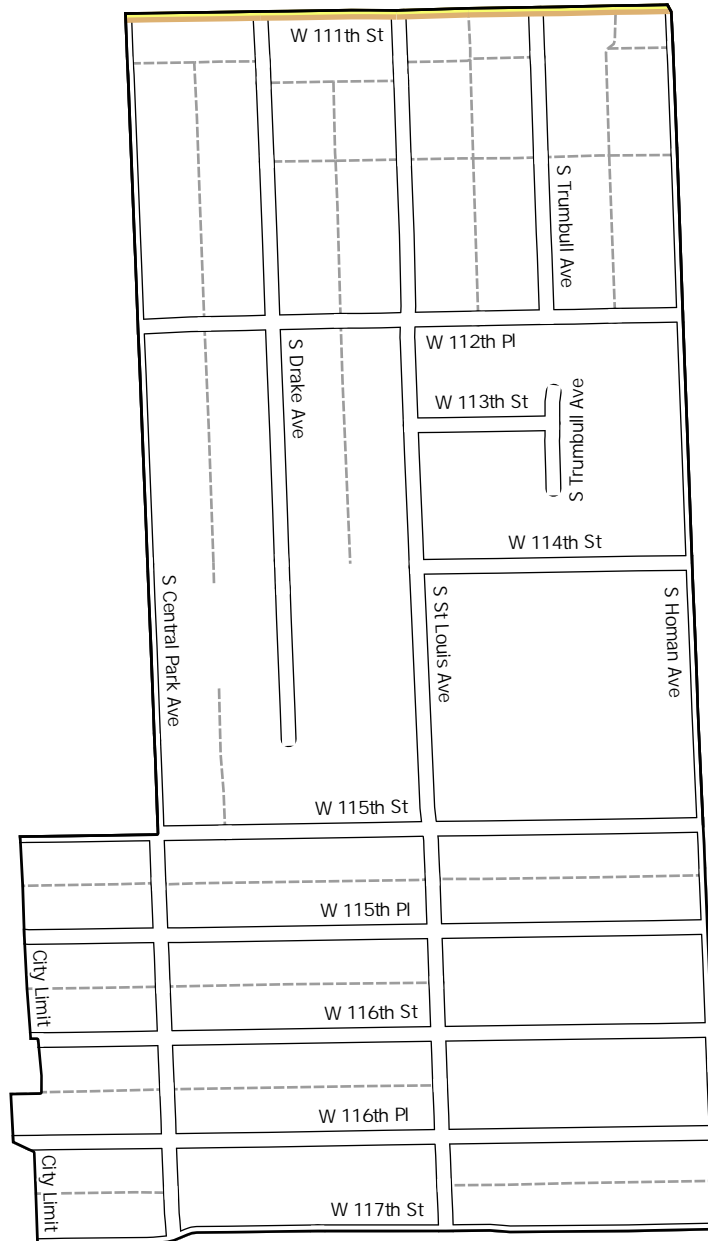 W 111th St
S Trumbull Ave
W 112th Pl
S Drake Ave
S Trumbull Ave
W 113th St
W 114th St
S Central Park Ave
S St Louis Ave
S Homan Ave
W 115th St
W 115th Pl
City Limit
W 116th St
W 116th Pl
City Limit
W 117th St